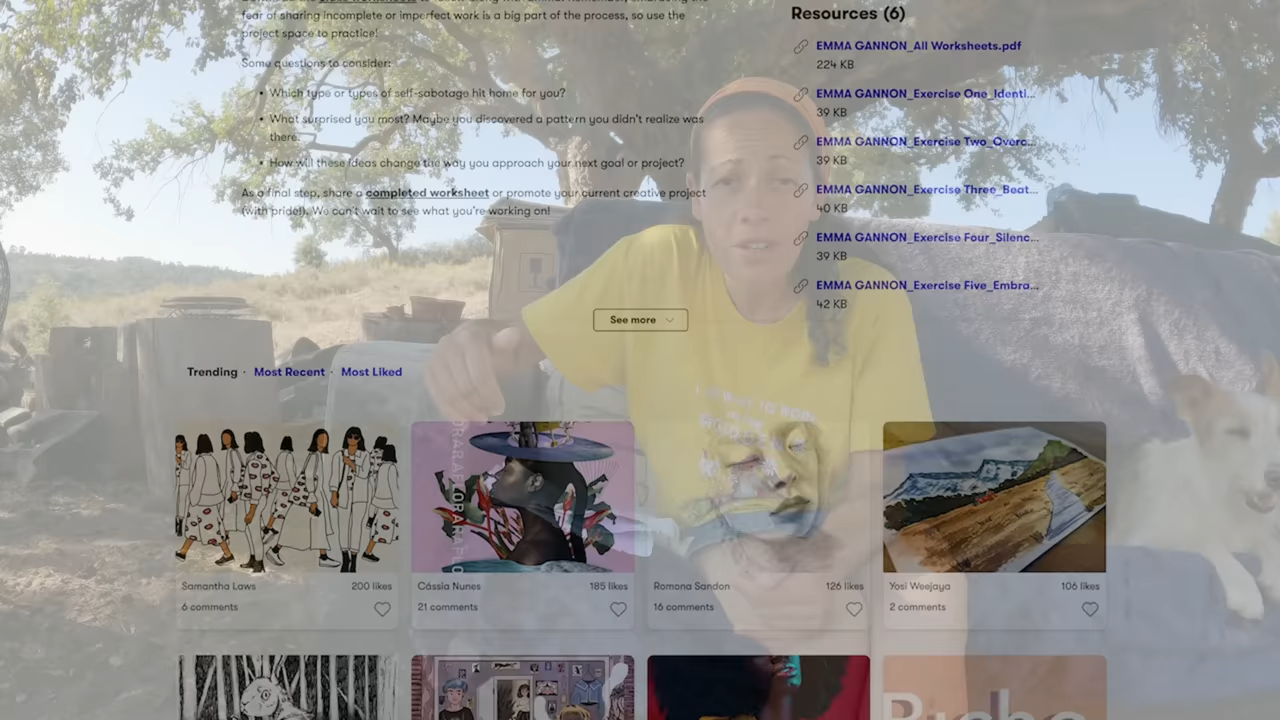 fear of sharing incomplete or imperfect work is a big part of the process, so use the
project space to practice!
Some questions to consider:
• Which type or types of self-sabotage hit home for you?
• What surprised you most? Maybe you discovered a pattern you didn't realize was
there.
• How will these ideas change the way you approach your next goal or project?
As a final step, share a completed worksheet or promote your current creative project
(with pride!). We can't wait to see what you're working on!
See more
Resources (6)
EMMA GANNON_All Worksheets.pdf
224 KB
EMMA GANNON_Exercise One_Identi...
39 KB
EMMA GANNON_Exercise Two_Overc...
39 KB
EMMA GANNON_Exercise Three_Beat...
40 KB
EMMA GANNON_Exercise Four_Silenc...
39 KB
EMMA GANNON_Exercise Five_Embra...
42 KB
Trending · Most Recent · Most Liked
Samantha Laws 200 likes
6 comments
Cássia Nunes 185 likes
21 comments
Romona Sandon 126 likes
16 comments
Yosi Weejaya 106 likes
2 comments